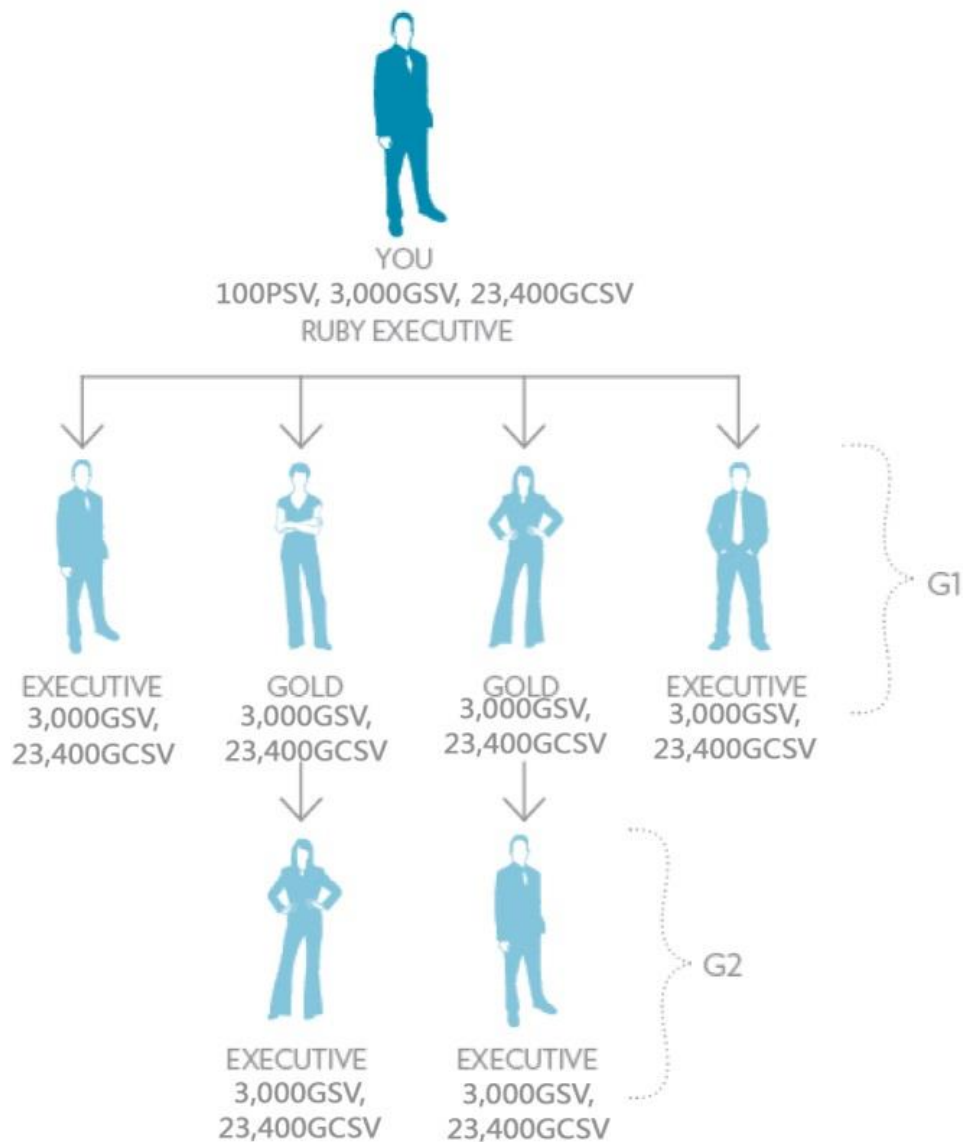 YOU
100PSV, 3,000GSV, 23,400GCSV
RUBY EXECUTIVE
G1
EXECUTIVE
3,000GSV,
23,400GCSV
GOLD
3,000GSV,
23,400GCSV
GOLD
3,000GSV,
23,400GCSV
EXECUTIVE
3,000GSV,
23,400GCSV
G2
EXECUTIVE
3,000GSV,
23,400GCSV
EXECUTIVE
3,000GSV,
23,400GCSV